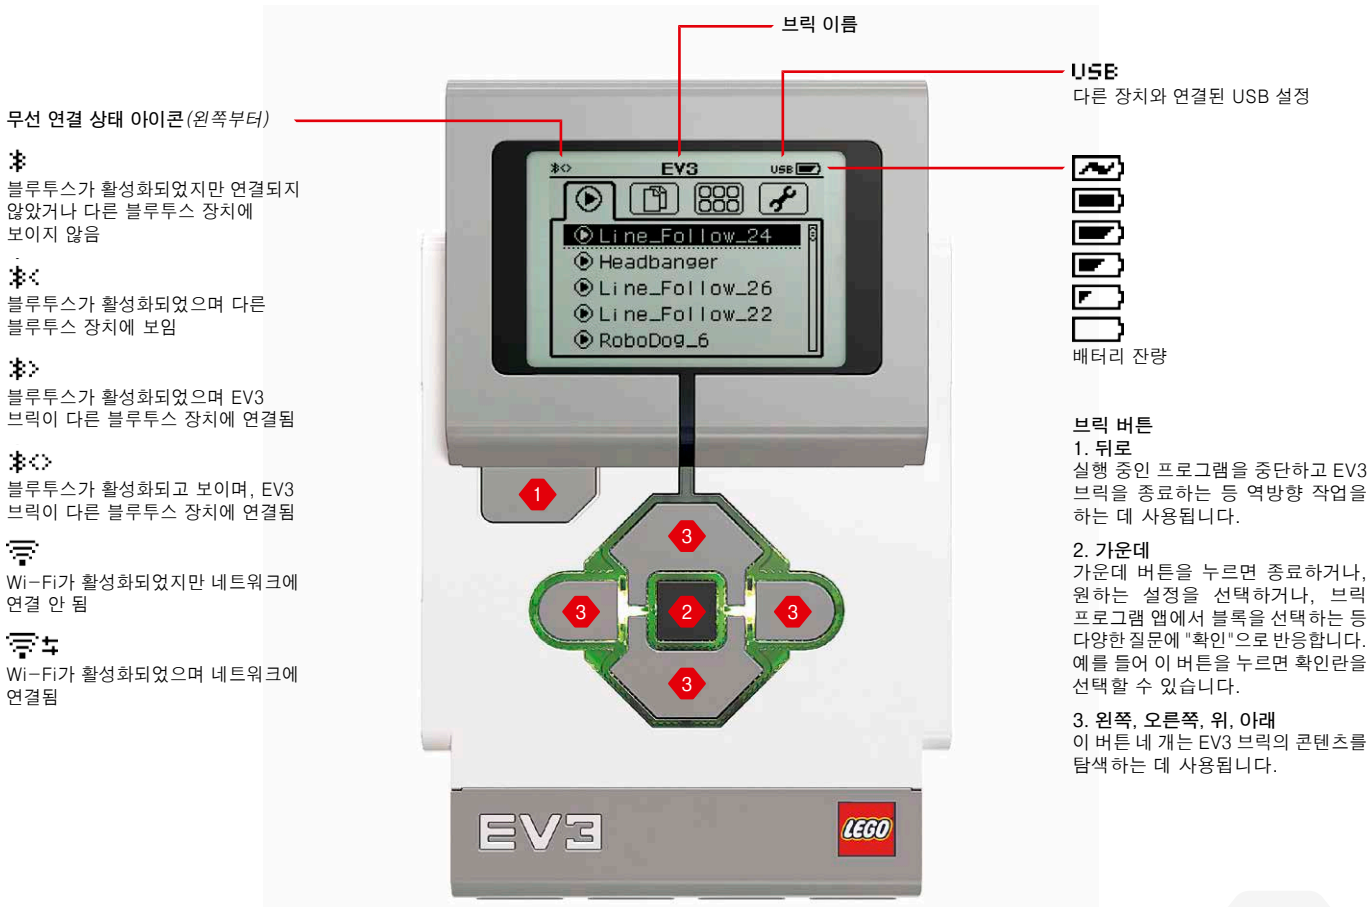 브릭 이름
무선 연결 상태 아이콘(왼쪽부터)
블루투스가 활성화되었지만 연결되지
않았거나 다른 블루투스 장치에
보이지 않음
블루투스가 활성화되었으며 다른
블루투스 장치에 보임
블루투스가 활성화되었으며 EV3
브릭이 다른 블루투스 장치에 연결됨
블루투스가 활성화되고 보이며, EV3
브릭이 다른 블루투스 장치에 연결됨
Wi-Fi가 활성화되었지만 네트워크에
연결 안 됨
Wi-Fi가 활성화되었으며 네트워크에
연결됨
EV3 USB
Line_Follow_24
Headbanger
Line_Follow_26
Line_Follow_22
RoboDog_6
1
3
3
2
3
3
EV3
LEGO
USB
다른 장치와 연결된 USB 설정
배터리 잔량
브릭 버튼
1. 뒤로
실행 중인 프로그램을 중단하고 EV3
브릭을 종료하는 등 역방향 작업을
하는 데 사용됩니다.
2. 가운데
가운데 버튼을 누르면 종료하거나,
원하는 설정을 선택하거나, 브릭
프로그램 앱에서 블록을 선택하는 등
다양한 질문에 "확인"으로 반응합니다.
예를 들어 이 버튼을 누르면 확인란을
선택할 수 있습니다.
3. 왼쪽, 오른쪽, 위, 아래
이 버튼 네 개는 EV3 브릭의 콘텐츠를
탐색하는 데 사용됩니다.